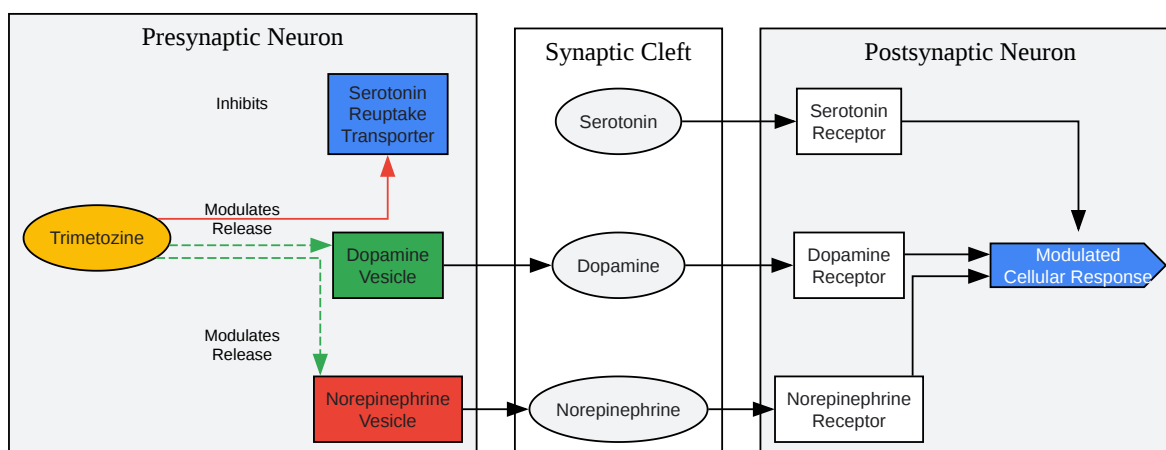 Presynaptic Neuron
Inhibits
Serotonin
Reuptake
Transporter
Trimetozine
Modulates
Release
Dopamine
Vesicle
Modulates
Release
Norepinephrine
Vesicle
Synaptic Cleft
Serotonin
Dopamine
Norepinephrine
Postsynaptic Neuron
Serotonin
Receptor
Dopamine
Receptor
Norepinephrine
Receptor
Modulated
Cellular Response